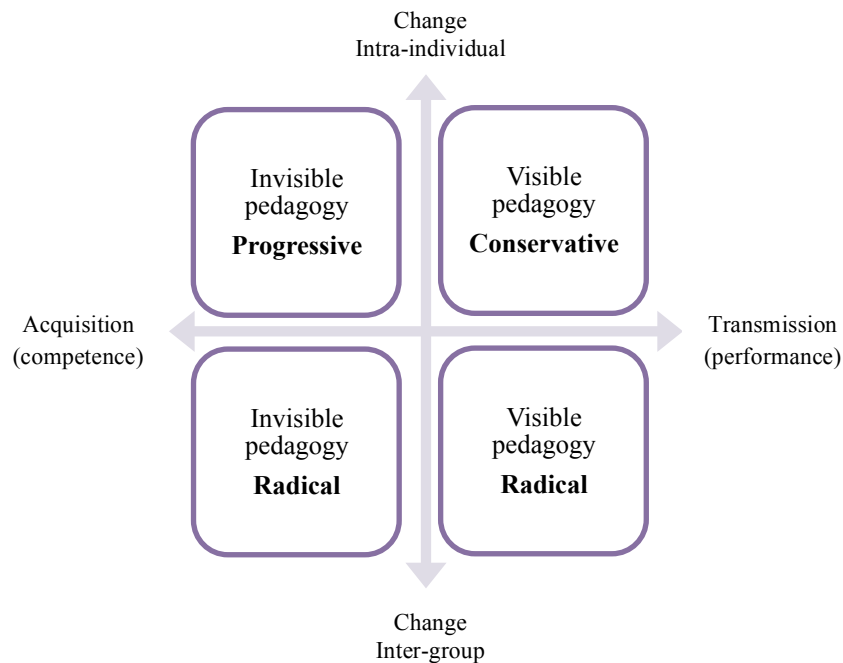 Change
Intra-individual
Invisible
pedagogy
Progressive
Visible
pedagogy
Conservative
Acquisition
(competence)
Transmission
(performance)
Invisible
pedagogy
Radical
Visible
pedagogy
Radical
Change
Inter-group